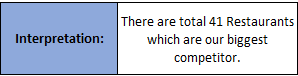 Interpretation:
There are total 41 Restaurants
which are our biggest
competitor.